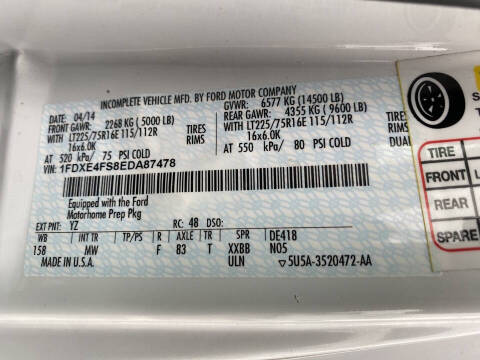 INCOMPLETE VEHICLE MFD. BY FORD MOTOR COMPANY
DATE: 04/14 GVWR: 6577 KG (14500 LB)
FRONT GAWR: 2268 KG (5000 LB) REAR GAWR: 4355 KG (9600 LB)
WITH LT225/75R16E 115/112R TIRES WITH LT225/75R16E 115/112R TIRES
16x6.0K RIMS 16x6.0K RIMS
AT 520 kPa/ 75 PSI COLD AT 550 kPa/ 80 PSI COLD DUAL
VIN: 1FDXE4FS8EDA87478
Equipped with the Ford
Motorhome Prep Pkg
EXT PNT: YZ RC: 48 DSO:
WB INT TR TP/PS R AXLE TR DE418
158 MW F 83 T XXBB N05
MADE IN U.S.A. ULN 5U5A-3520472-AA
TIRE
FRONT
REAR
SPARE